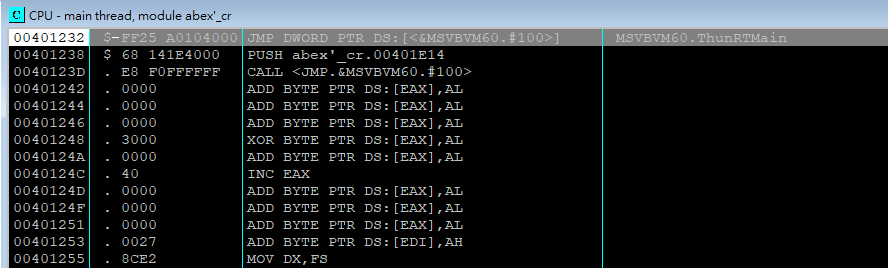 C CPU - main thread, module abex'_cr
00401232 $-FF25 A0104000 JMP DWORD PTR DS:[<&MSVBVM60.#100>] MSVBVM60.ThunRTMain
00401238 $ 68 141E4000 PUSH abex'_cr.00401E14
0040123D . E8 F0FFFFFF CALL <JMP.&MSVBVM60.#100>
00401242 . 0000 ADD BYTE PTR DS:[EAX],AL
00401244 . 0000 ADD BYTE PTR DS:[EAX],AL
00401246 . 0000 ADD BYTE PTR DS:[EAX],AL
00401248 . 3000 XOR BYTE PTR DS:[EAX],AL
0040124A . 0000 ADD BYTE PTR DS:[EAX],AL
0040124C . 40 INC EAX
0040124D . 0000 ADD BYTE PTR DS:[EAX],AL
0040124F . 0000 ADD BYTE PTR DS:[EAX],AL
00401251 . 0000 ADD BYTE PTR DS:[EAX],AL
00401253 . 0027 ADD BYTE PTR DS:[EDI],AH
00401255 . 8CE2 MOV DX,FS